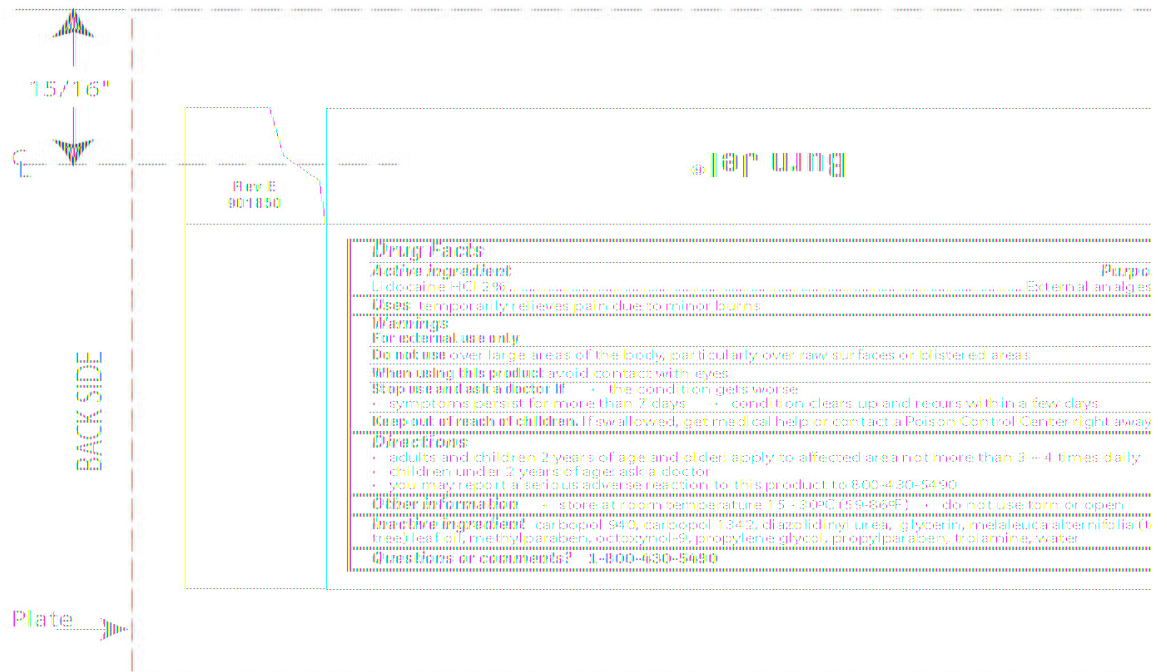 15/16"
Burn Jel®
Rev E
901850
Drug Facts
Active ingredient Purpo
Lidocaine HCl 2% External analges
Uses temporarily relieves pain due to minor burns
Warnings
For external use only
Do not use over large areas of the body, particularly over raw surfaces or blistered areas
When using this product avoid contact with eyes
Stop use and ask a doctor if • the condition gets worse
• symptoms persist for more than 7 days • condition clears up and recurs within a few days
Keep out of reach of children. If swallowed, get medical help or contact a Poison Control Center right away
BACK SIDE
Directions
• adults and children 2 years of age and older: apply to affected area not more than 3 – 4 times daily
• children under 2 years of age: ask a doctor
• you may report a serious adverse reaction to this product to 800-430-5490
Other information • store at room temperature 15 - 30ºC (59-86ºF) • do not use torn or open
Inactive ingredient carbopol 940, carbopol 1342, diazolidinyl urea, glycerin, melaleuca alternifolia (t
tree) leaf oil, methylparaben, octoxynol-9, propylene glycol, propylparaben, trolamine, water
Questions or comments? 1-800-430-5490
Plate